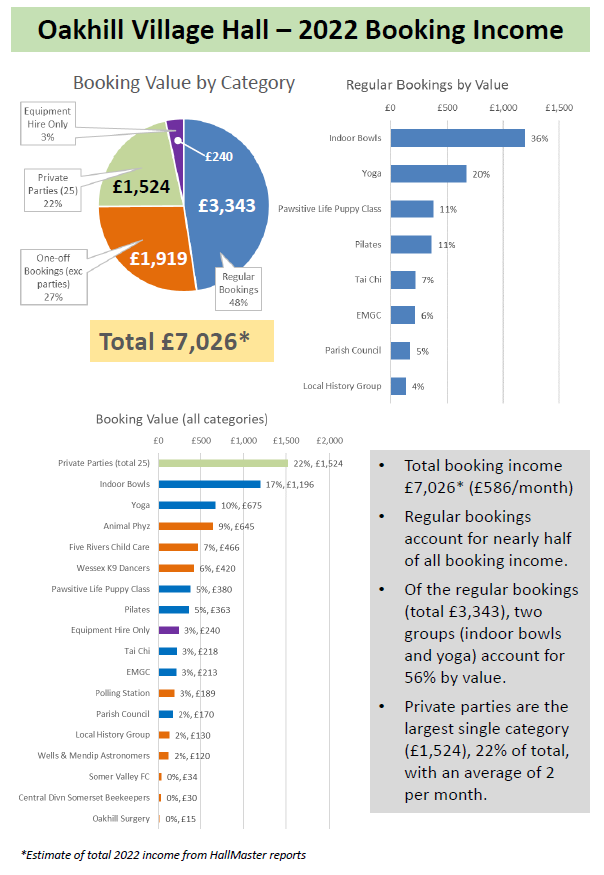 Oakhill Village Hall – 2022 Booking Income
Booking Value by Category
Equipment
Hire Only
3%
£240
Private
Parties (25)
22%
£1,524
£3,343
One-off
Bookings (exc
parties)
27%
£1,919
Regular
Bookings
48%
Total £7,026*
Regular Bookings by Value
£0 £500 £1,000 £1,500
Indoor Bowls 36%
Yoga 20%
Pawsitive Life Puppy Class 11%
Pilates 11%
Tai Chi 7%
EMGC 6%
Parish Council 5%
Local History Group 4%
Booking Value (all categories)
£0 £500 £1,000 £1,500 £2,000
Private Parties (total 25) 22%, £1,524
Indoor Bowls 17%, £1,196
Yoga 10%, £675
Animal Phyz 9%, £645
Five Rivers Child Care 7%, £466
Wessex K9 Dancers 6%, £420
Pawsitive Life Puppy Class 5%, £380
Pilates 5%, £363
Equipment Hire Only 3%, £240
Tai Chi 3%, £218
EMGC 3%, £213
Polling Station 3%, £189
Parish Council 2%, £170
Local History Group 2%, £130
Wells & Mendip Astronomers 2%, £120
Somer Valley FC 0%, £34
Central Divn Somerset Beekeepers 0%, £30
Oakhill Surgery 0%, £15
• Total booking income
£7,026* (£586/month)
• Regular bookings
account for nearly half
of all booking income.
• Of the regular bookings
(total £3,343), two
groups (indoor bowls
and yoga) account for
56% by value.
• Private parties are the
largest single category
(£1,524), 22% of total,
with an average of 2
per month.
*Estimate of total 2022 income from HallMaster reports